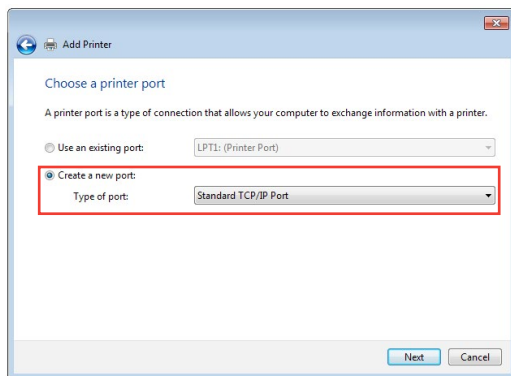 Add Printer
Choose a printer port
A printer port is a type of connection that allows your computer to exchange information with a printer.
Use an existing port: LPT1: (Printer Port)
Create a new port:
Type of port: Standard TCP/IP Port
Next Cancel